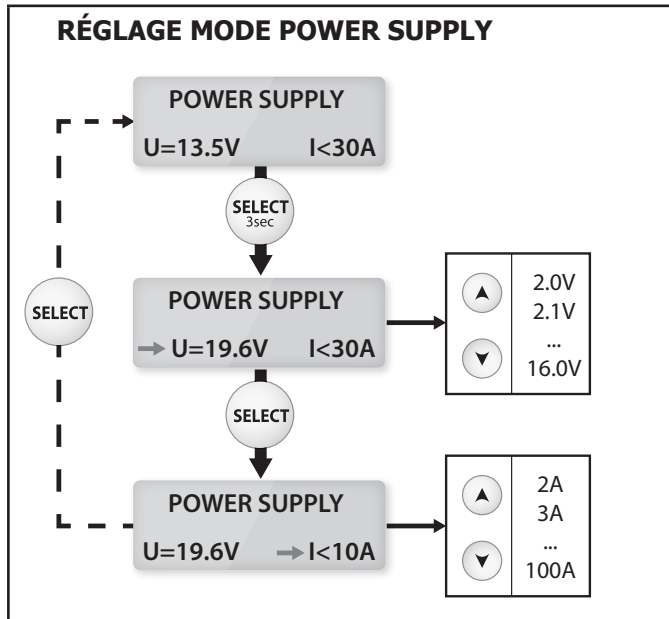 RÉGLAGE MODE POWER SUPPLY
POWER SUPPLY
U=13.5V I<30A
SELECT
3sec
POWER SUPPLY
U=19.6V I<30A
2.0V
2.1V
...
16.0V
SELECT
SELECT
POWER SUPPLY
U=19.6V I<10A
2A
3A
...
100A